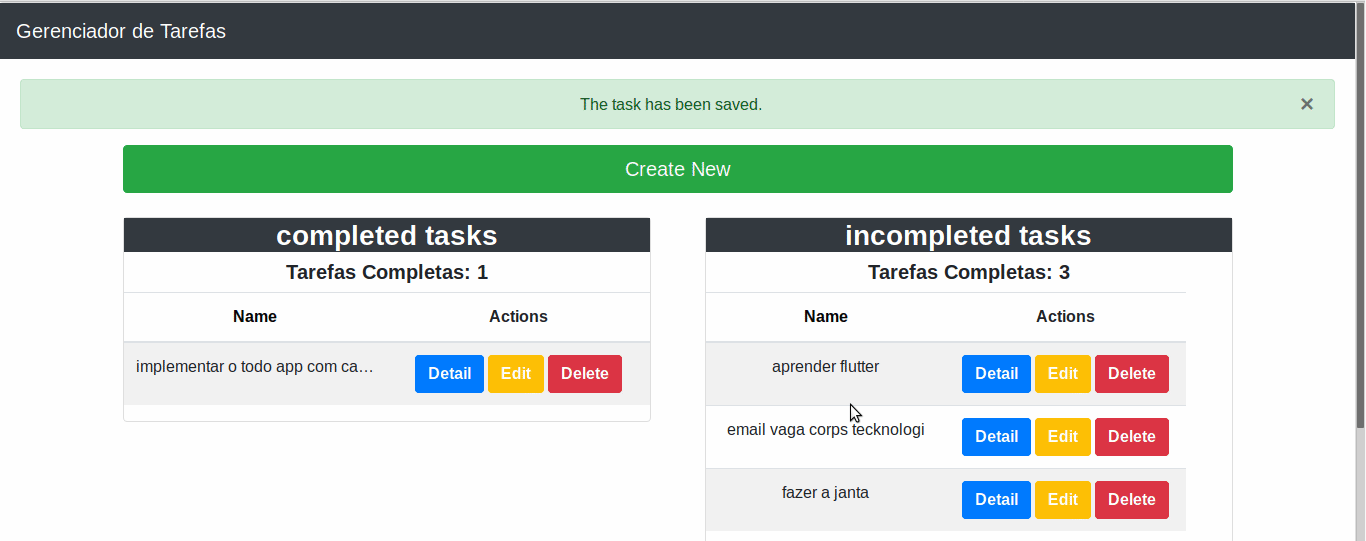 Gerenciador de Tarefas
The task has been saved.
×
Create New
completed tasks
Tarefas Completas: 1
Name Actions
implementar o todo app com ca… Detail Edit Delete
incompleted tasks
Tarefas Completas: 3
Name Actions
aprender flutter Detail Edit Delete
email vaga corps tecknologi Detail Edit Delete
fazer a janta Detail Edit Delete